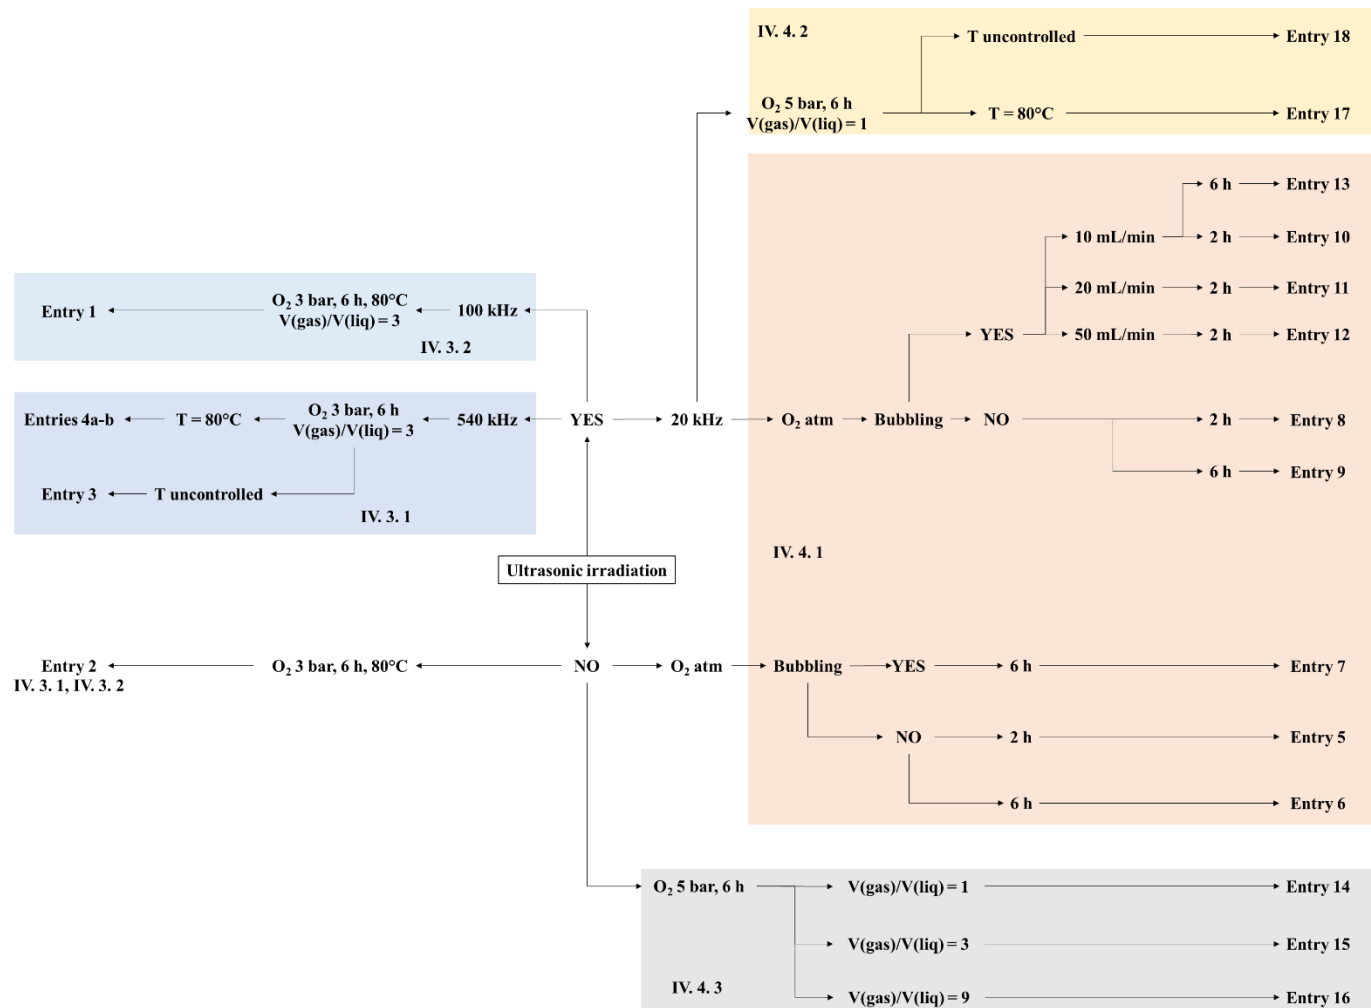 IV. 4. 2
T uncontrolled
Entry 18
O₂ 5 bar, 6 h
V(gas)/V(liq) = 1
T = 80°C
Entry 17
6 h
Entry 13
10 mL/min
2 h
Entry 10
20 mL/min
2 h
Entry 11
YES
50 mL/min
2 h
Entry 12
Entry 1
O₂ 3 bar, 6 h, 80°C
V(gas)/V(liq) = 3
100 kHz
IV. 3. 2
Entries 4a-b
T = 80°C
O₂ 3 bar, 6 h
V(gas)/V(liq) = 3
540 kHz
YES
20 kHz
O₂ atm
Bubbling
NO
2 h
Entry 8
6 h
Entry 9
Entry 3
T uncontrolled
IV. 3. 1
IV. 4. 1
Ultrasonic irradiation
Entry 2
IV. 3. 1, IV. 3. 2
O₂ 3 bar, 6 h, 80°C
NO
O₂ atm
Bubbling
YES
6 h
Entry 7
NO
2 h
Entry 5
6 h
Entry 6
O₂ 5 bar, 6 h
V(gas)/V(liq) = 1
Entry 14
V(gas)/V(liq) = 3
Entry 15
IV. 4. 3
V(gas)/V(liq) = 9
Entry 16